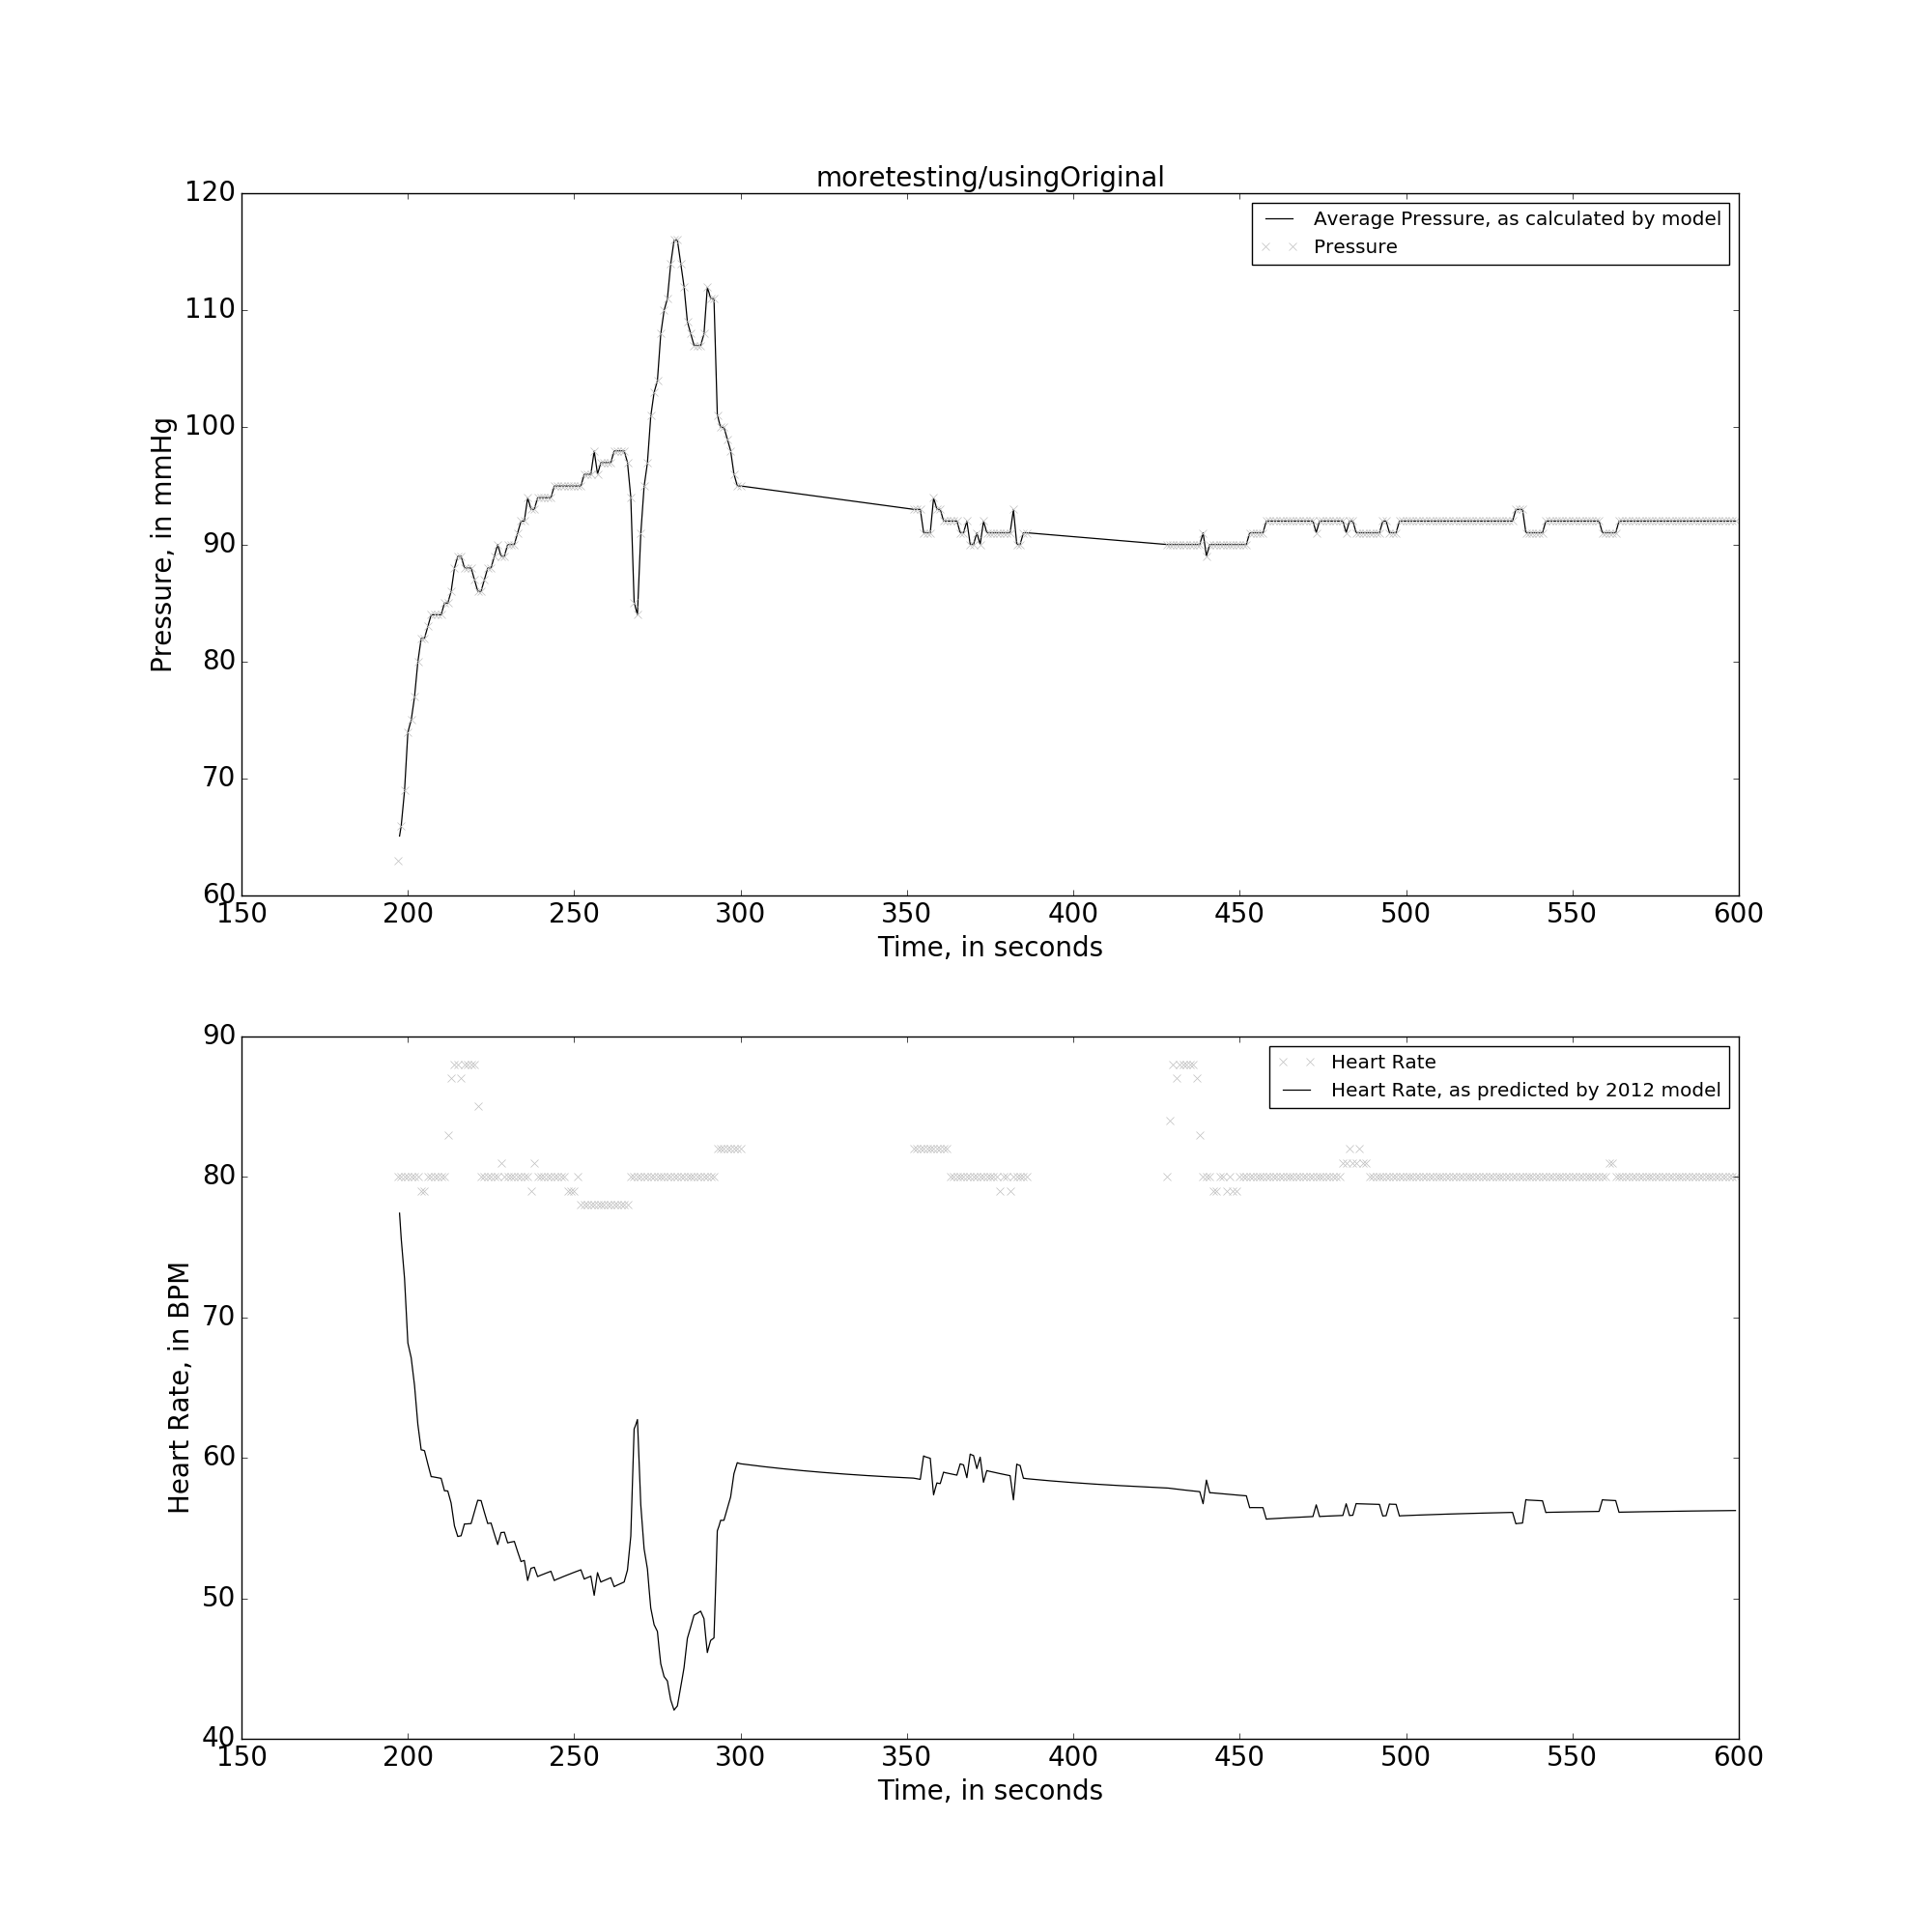 moretesting/usingOriginal
120
110
100
90
80
70
60
Pressure, in mmHg
Average Pressure, as calculated by model
Pressure
150 200 250 300 350 400 450 500 550 600
Time, in seconds
90
80
70
60
50
40
Heart Rate, in BPM
Heart Rate
Heart Rate, as predicted by 2012 model
150 200 250 300 350 400 450 500 550 600
Time, in seconds